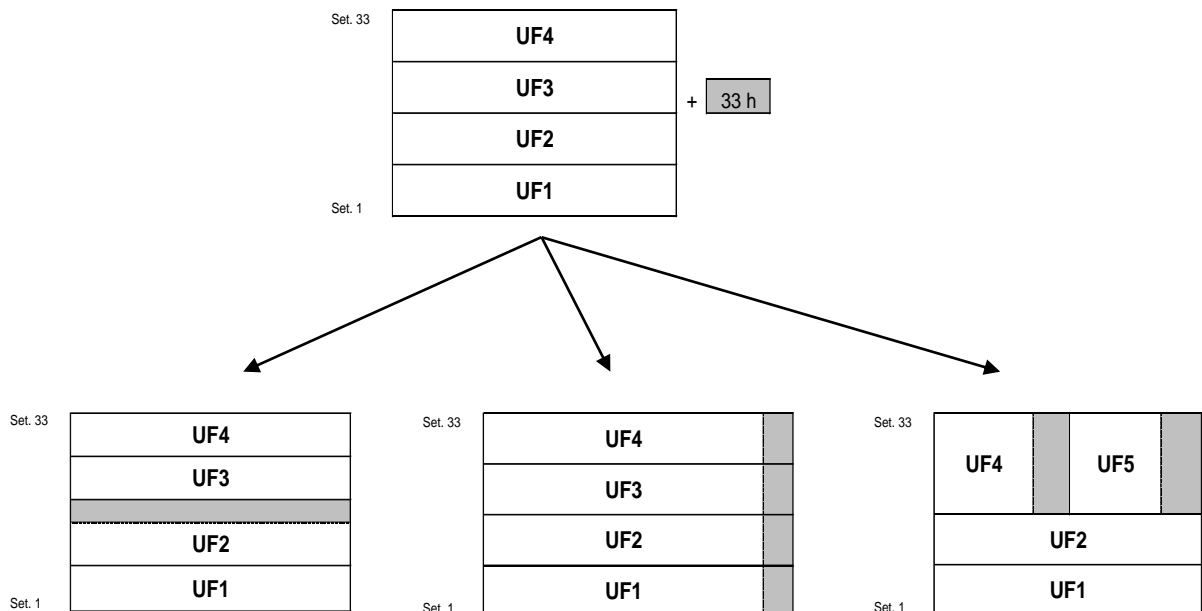 Set. 33
UF4
UF3
+ 33 h
UF2
UF1
Set. 1
Set. 33
UF4
UF3
UF2
UF1
Set. 1
Set. 33
UF4
UF3
UF2
UF1
Set. 1
Set. 33
UF4 UF5
UF2
UF1
Set. 1